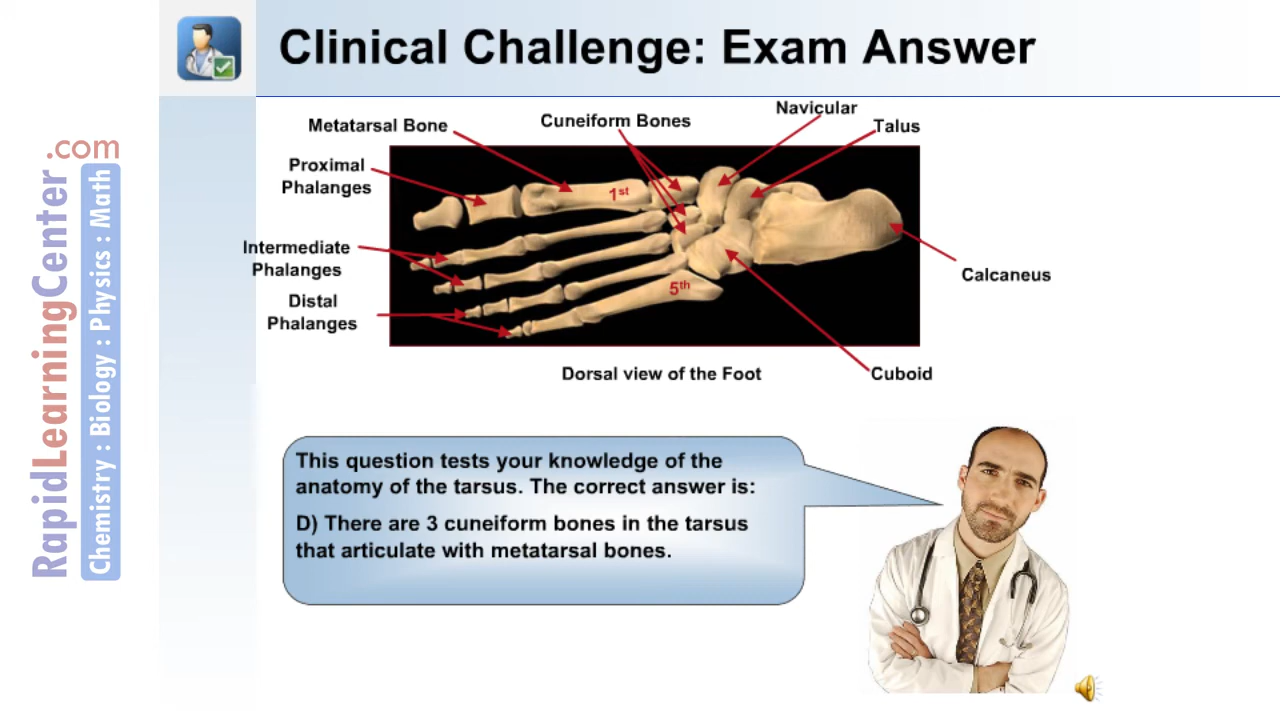 Clinical Challenge: Exam Answer
RapidLearningCenter.com
Chemistry : Biology : Physics : Math
Navicular
Cuneiform Bones
Metatarsal Bone
Talus
Proximal
Phalanges
1st
Intermediate
Phalanges
Calcaneus
5th
Distal
Phalanges
Dorsal view of the Foot
Cuboid
This question tests your knowledge of the
anatomy of the tarsus. The correct answer is:
D) There are 3 cuneiform bones in the tarsus
that articulate with metatarsal bones.